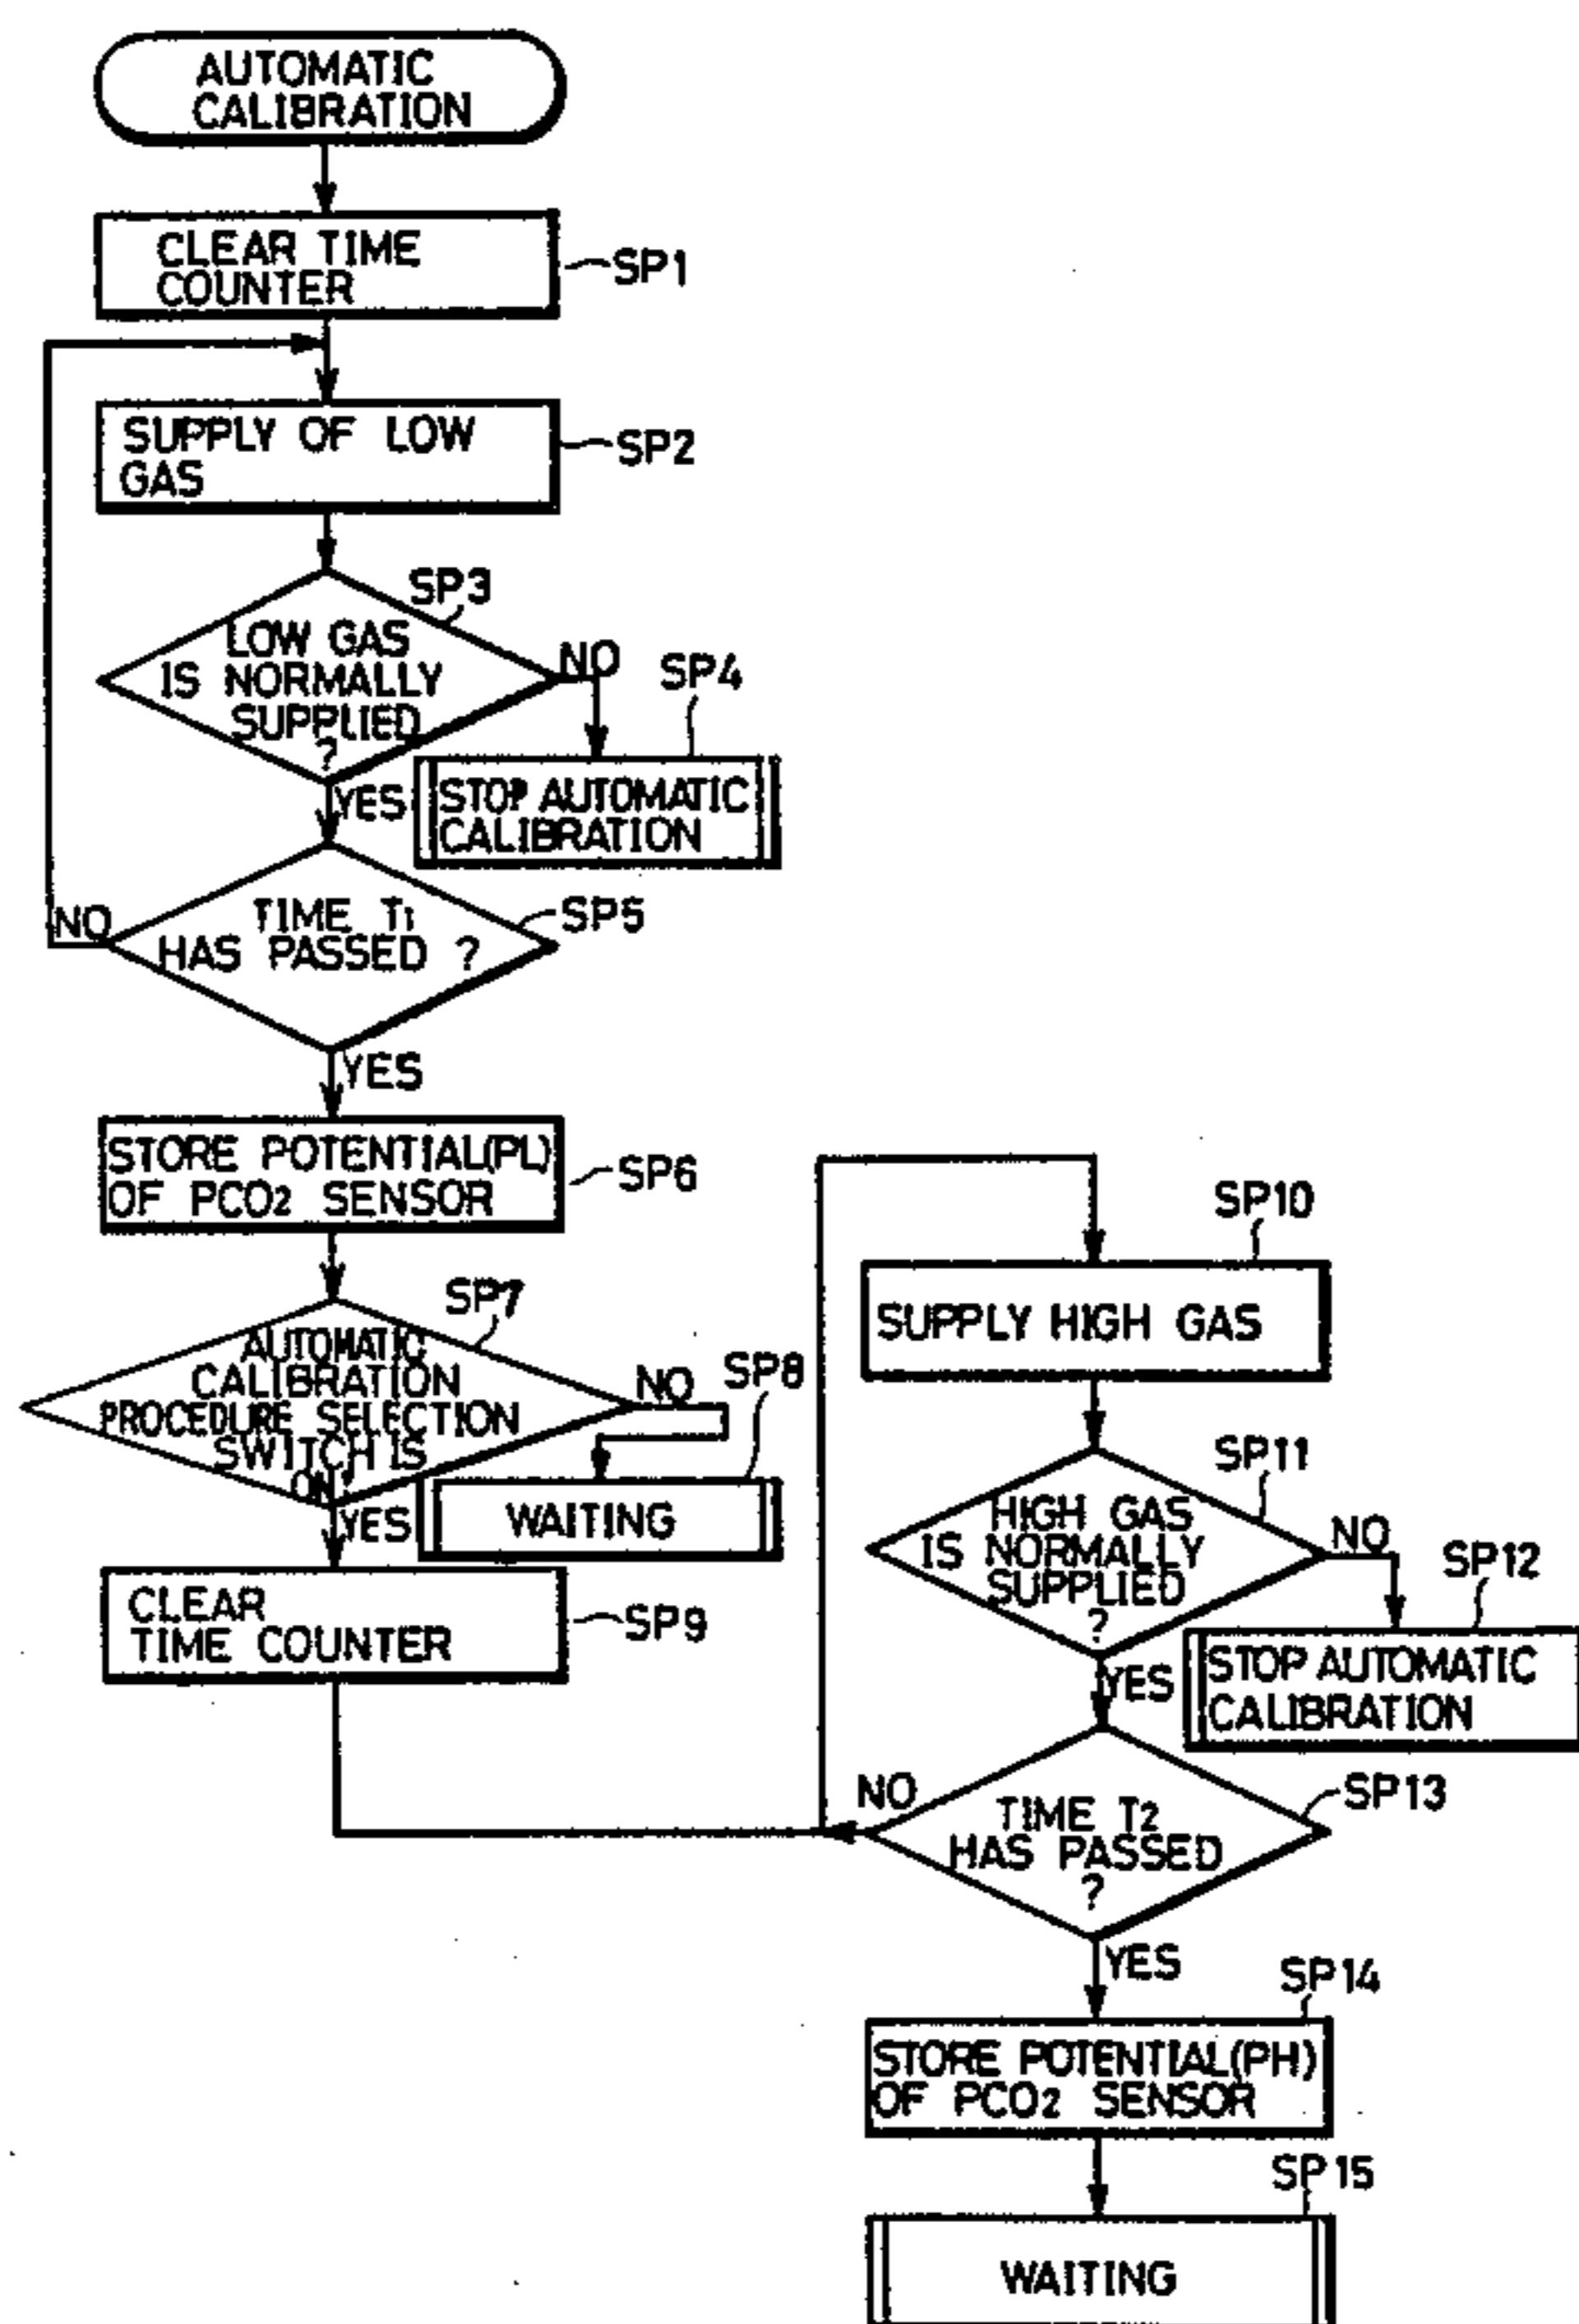 AUTOMATIC
CALIBRATION
CLEAR TIME
COUNTER
SP1
SUPPLY OF LOW
GAS
SP2
SP3
LOW GAS
IS NORMALLY
SUPPLIED
?
NO
SP4
YES
STOP AUTOMATIC
CALIBRATION
NO
TIME T1
HAS PASSED ?
SP5
YES
STORE POTENTIAL(PL)
OF PCO2 SENSOR
SP6
SP7
AUTOMATIC
CALIBRATION
PROCEDURE SELECTION
SWITCH IS
ON?
NO
SP8
YES
WAITING
CLEAR
TIME COUNTER
SP9
SP10
SUPPLY HIGH GAS
SP11
HIGH GAS
IS NORMALLY
SUPPLIED
?
NO
SP12
YES
STOP AUTOMATIC
CALIBRATION
NO
TIME T2
HAS PASSED
?
SP13
YES
SP14
STORE POTENTIAL(PH)
OF PCO2 SENSOR
SP15
WAITING